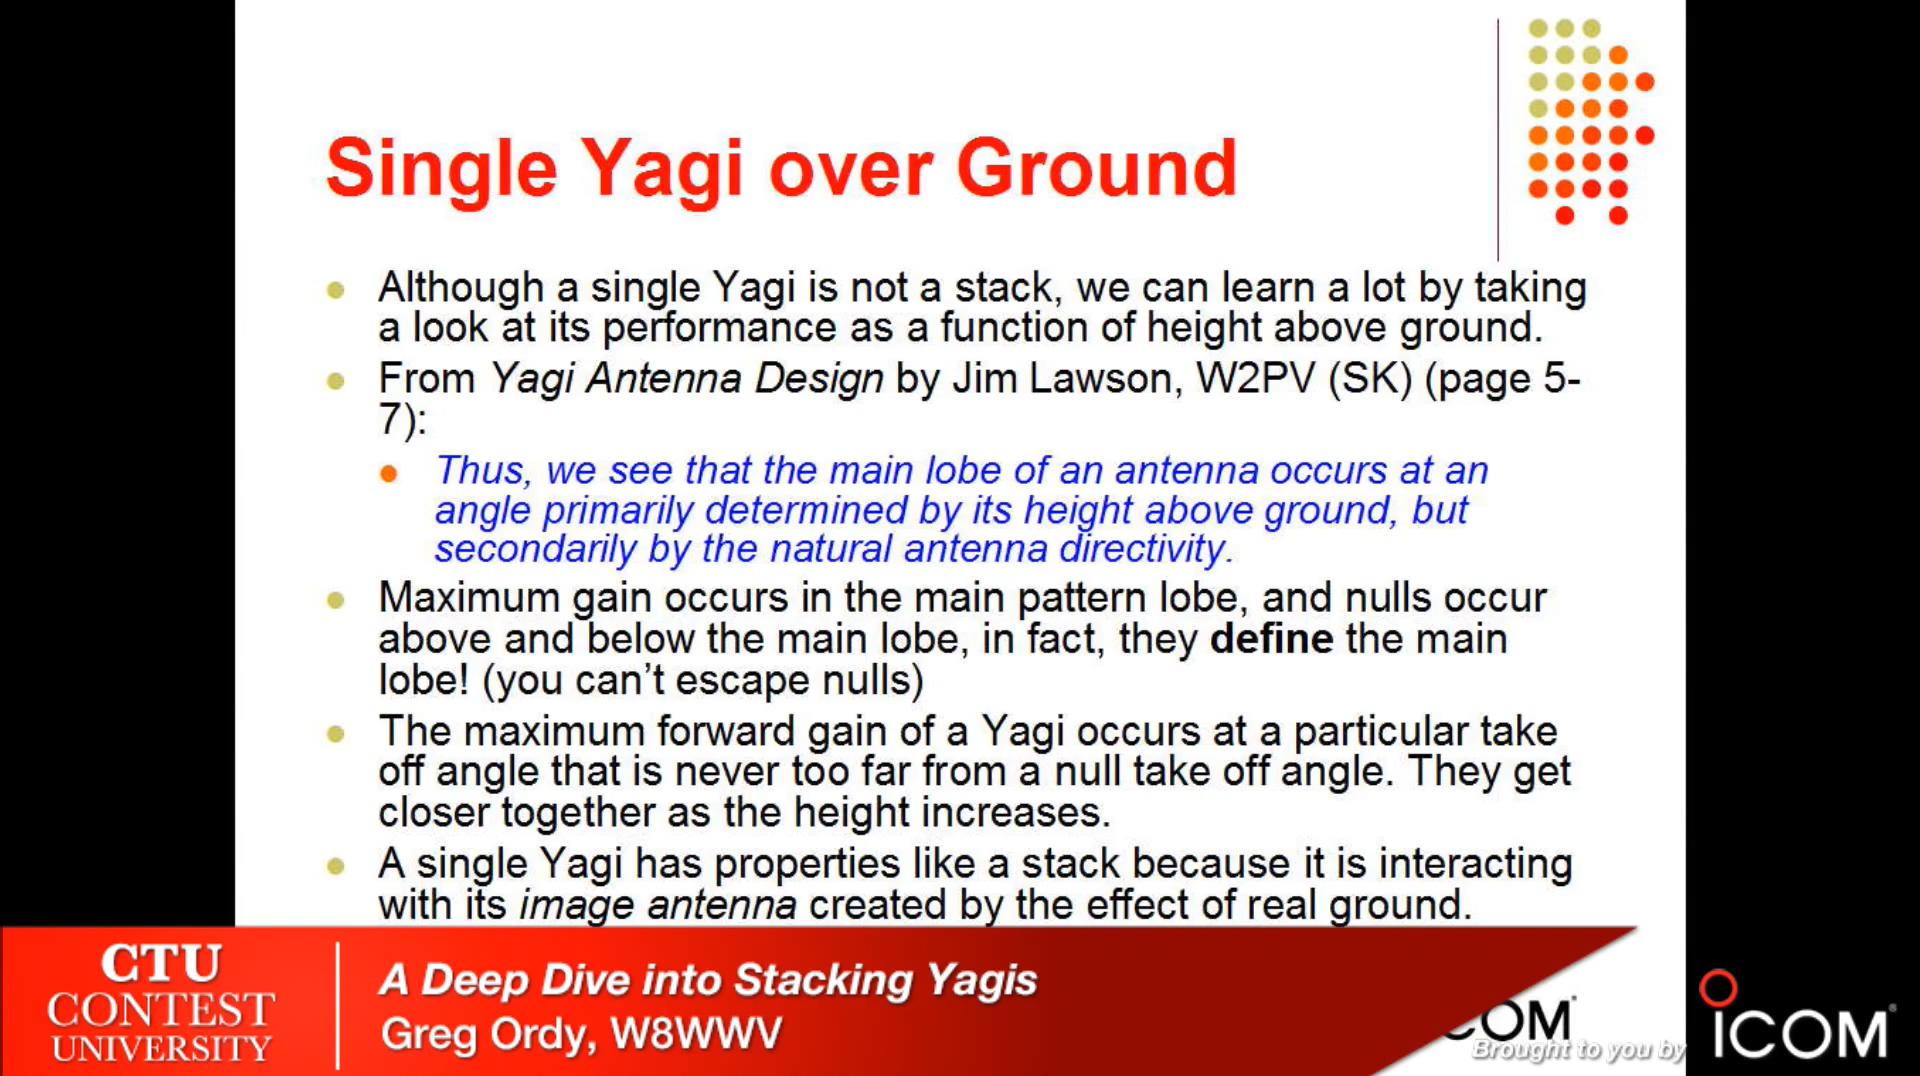 Single Yagi over Ground
Although a single Yagi is not a stack, we can learn a lot by taking
a look at its performance as a function of height above ground.
From Yagi Antenna Design by Jim Lawson, W2PV (SK) (page 5-
7):
Thus, we see that the main lobe of an antenna occurs at an
angle primarily determined by its height above ground, but
secondarily by the natural antenna directivity.
Maximum gain occurs in the main pattern lobe, and nulls occur
above and below the main lobe, in fact, they define the main
lobe! (you can't escape nulls)
The maximum forward gain of a Yagi occurs at a particular take
off angle that is never too far from a null take off angle. They get
closer together as the height increases.
A single Yagi has properties like a stack because it is interacting
with its image antenna created by the effect of real ground.
CTU
CONTEST
UNIVERSITY
A Deep Dive into Stacking Yagis
Greg Ordy, W8WWV
COM
Brought to you by
ICOM